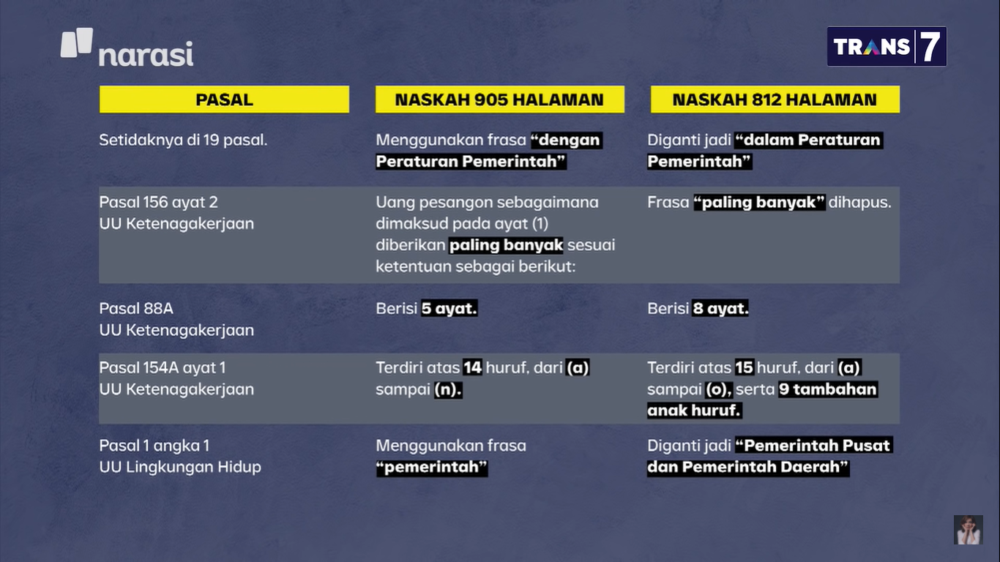 narasi
TRANS 7
PASAL
NASKAH 905 HALAMAN
NASKAH 812 HALAMAN
Setidaknya di 19 pasal.
Menggunakan frasa “dengan
Peraturan Pemerintah”
Diganti jadi “dalam Peraturan
Pemerintah”
Pasal 156 ayat 2
UU Ketenagakerjaan
Uang pesangon sebagaimana
dimaksud pada ayat (1)
diberikan paling banyak sesuai
ketentuan sebagai berikut:
Frasa “paling banyak” dihapus.
Pasal 88A
UU Ketenagakerjaan
Berisi 5 ayat.
Berisi 8 ayat.
Pasal 154A ayat 1
UU Ketenagakerjaan
Terdiri atas 14 huruf, dari (a)
sampai (n).
Terdiri atas 15 huruf, dari (a)
sampai (o), serta 9 tambahan
anak huruf.
Pasal 1 angka 1
UU Lingkungan Hidup
Menggunakan frasa
“pemerintah”
Diganti jadi “Pemerintah Pusat
dan Pemerintah Daerah”